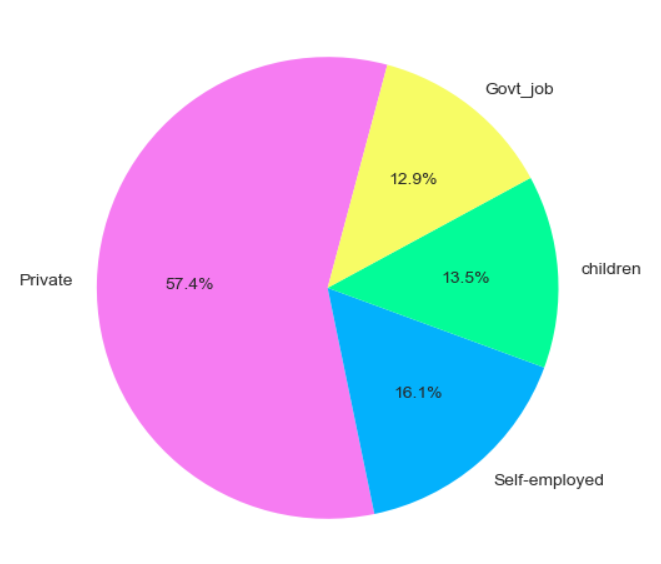 Govt_job
12.9%
children
13.5%
Private
57.4%
16.1%
Self-employed